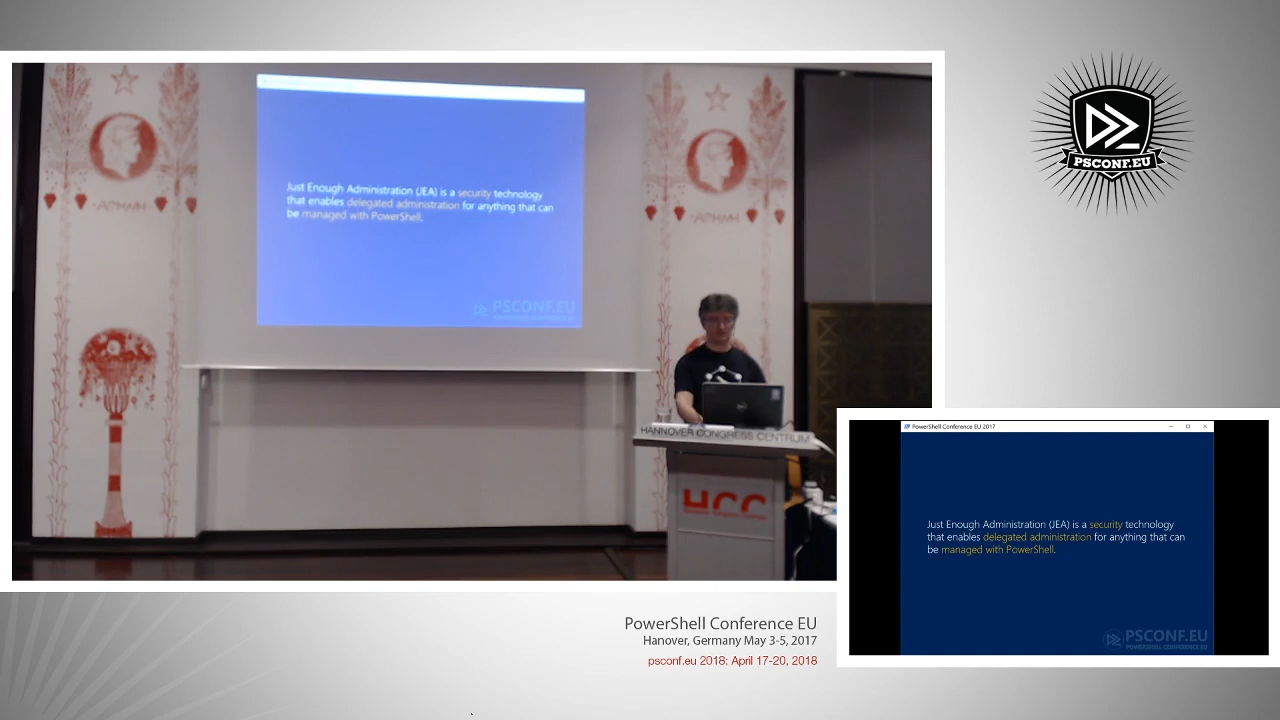 Just Enough Administration (JEA) is a security technology
that enables delegated administration for anything that can
be managed with PowerShell.
PSCONF.EU
POWERSHELL CONFERENCE EU
HANNOVER CONGRESS CENTRUM
HCC
PSCONF.EU
PowerShell Conference EU 2017
Just Enough Administration (JEA) is a security technology
that enables delegated administration for anything that can
be managed with PowerShell.
PSCONF.EU
POWERSHELL CONFERENCE EU
PowerShell Conference EU
Hanover, Germany May 3-5, 2017
psconf.eu 2018: April 17-20, 2018